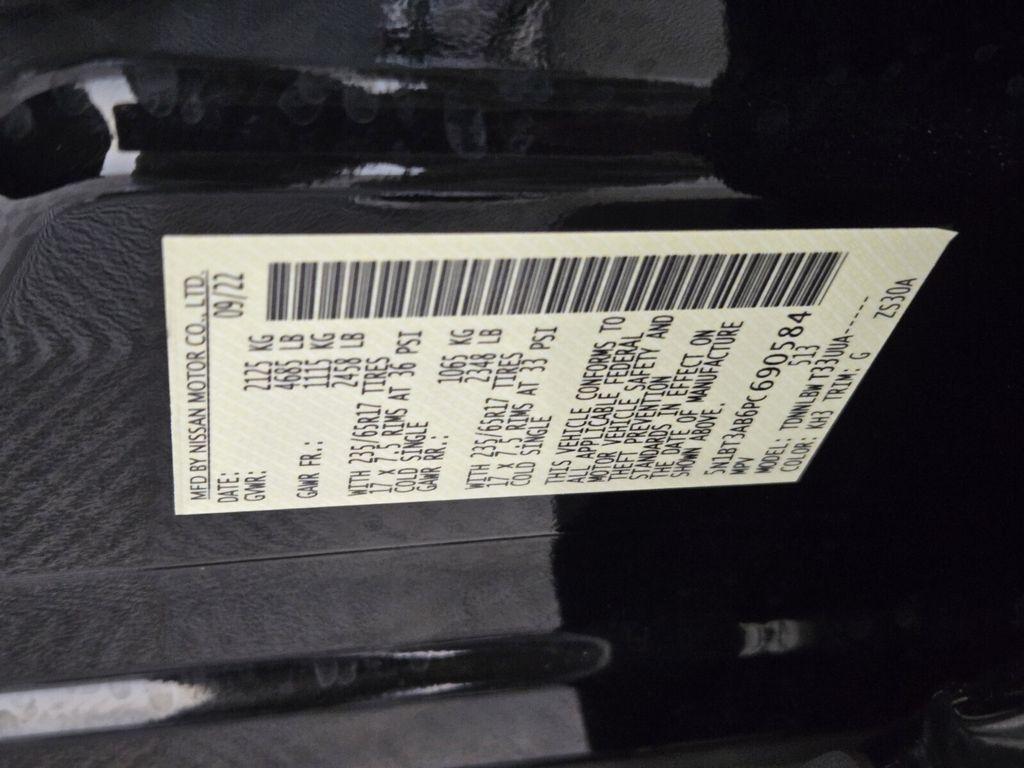 MFD BY NISSAN MOTOR CO., LTD.
DATE: 09/22
GVWR: 2125 KG
4685 LB
GAWR FR.: 1115 KG
2458 LB
WITH 235/65R17 TIRES
17 X 7.5 RIMS AT 36 PSI
COLD SINGLE
GAWR RR.: 1065 KG
2348 LB
WITH 235/65R17 TIRES
17 X 7.5 RIMS AT 33 PSI
COLD SINGLE
THIS VEHICLE CONFORMS TO
ALL APPLICABLE FEDERAL
MOTOR VEHICLE SAFETY AND
THEFT PREVENTION
STANDARDS IN EFFECT ON
THE DATE OF MANUFACTURE
SHOWN ABOVE.
5N1BT3AB6PC690584
MPV 513
MODEL: TDNNLBW T33UUA-----
COLOR: KH3 TRIM: G
ZS30A